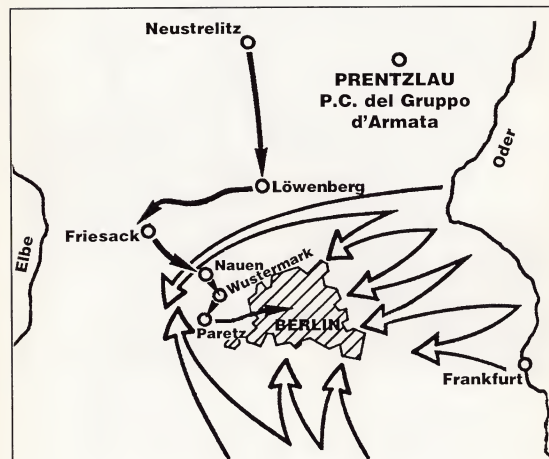 Neustrelitz
PRENTZLAU
P.C. del Gruppo
d'Armata
Oder
Löwenberg
Elbe
Friesack
Nauen
Wustermark
Paretz
BERLIN
Frankfurt